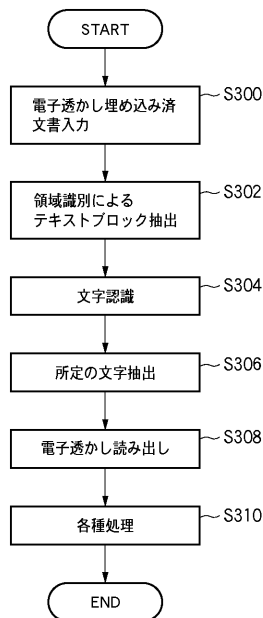 START
電子透かし埋め込み済
文書入力
S300
領域識別による
テキストブロック抽出
S302
文字認識
S304
所定の文字抽出
S306
電子透かし読み出し
S308
各種処理
S310
END